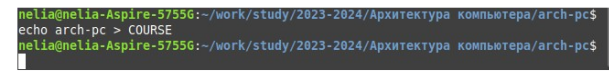 nelia@nelia-Aspire-5755G:~/work/study/2023-2024/Архитектура компьютера/arch-pc$
echo arch-pc > COURSE
nelia@nelia-Aspire-5755G:~/work/study/2023-2024/Архитектура компьютера/arch-pc$